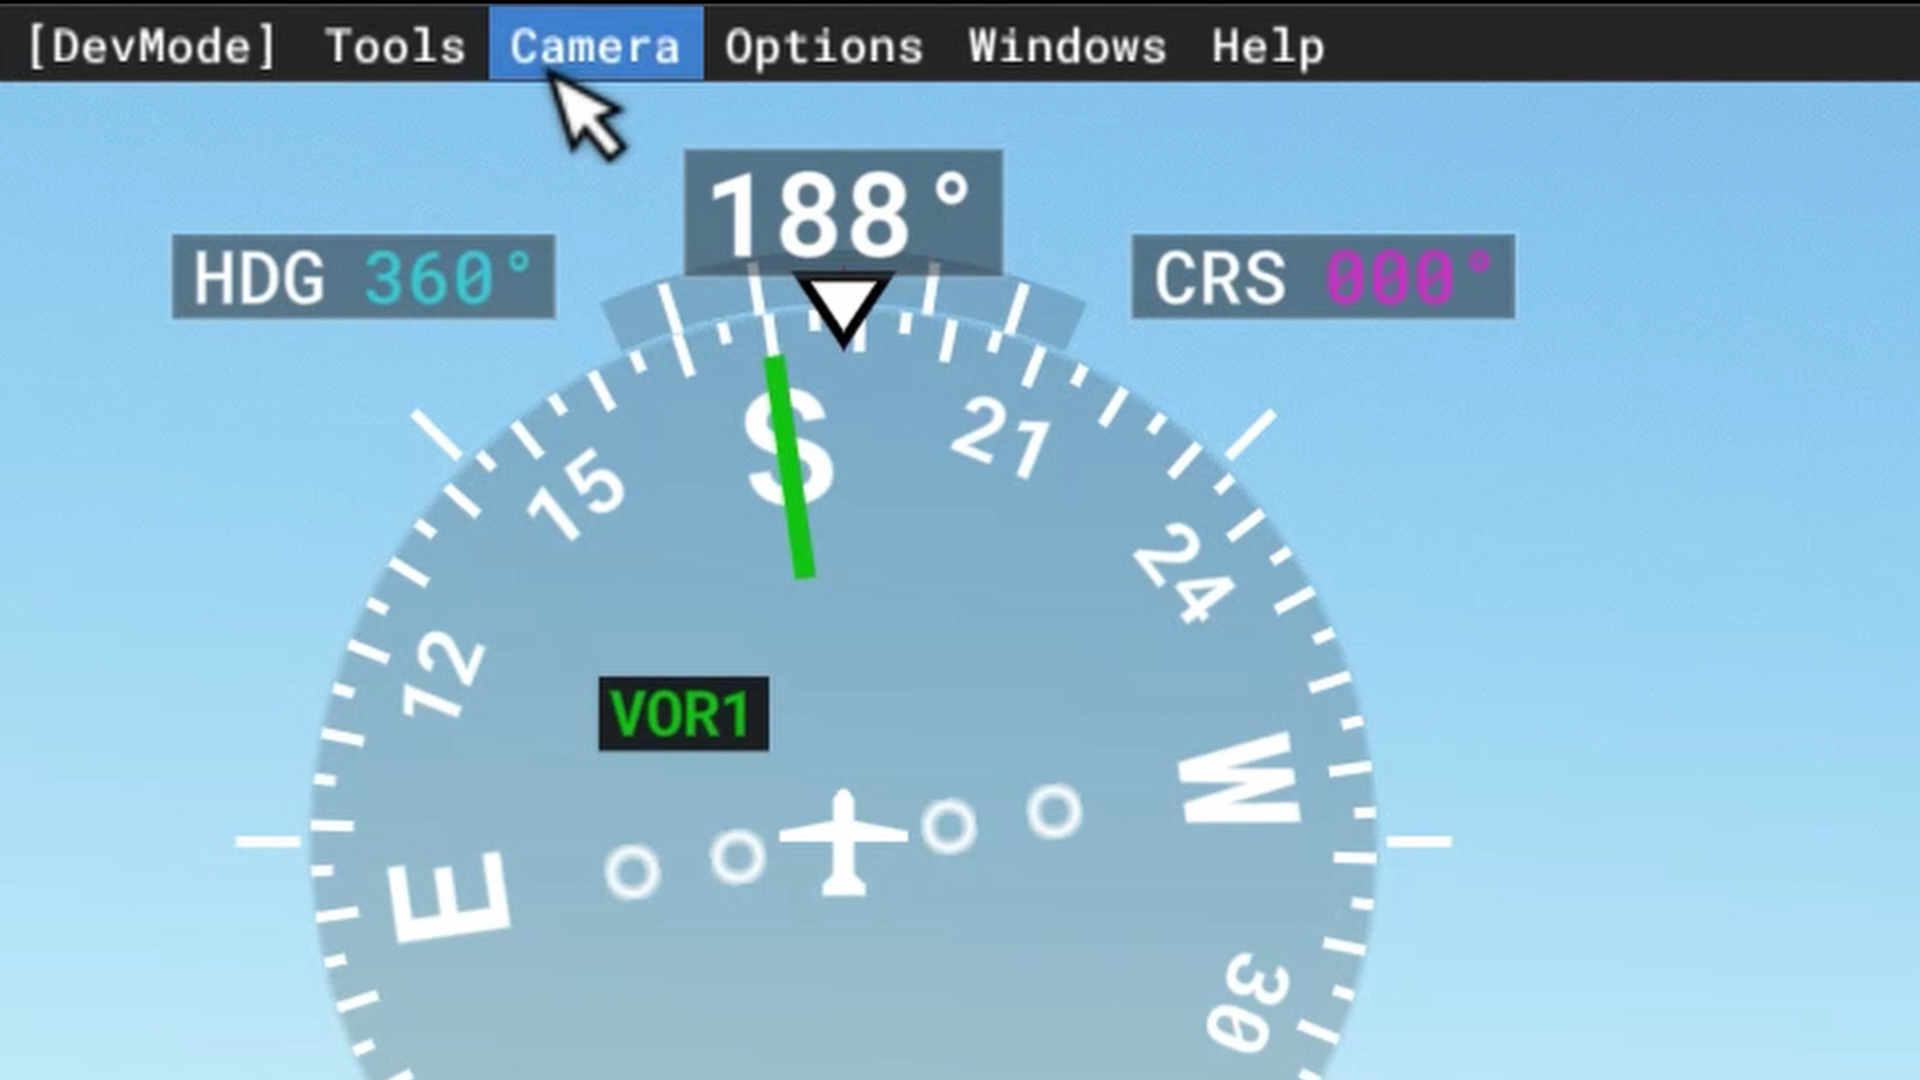 [DevMode] Tools Camera Options Windows Help
188°
HDG 360°
CRS 000°
S
21
15
24
12
VOR1
W
E
30